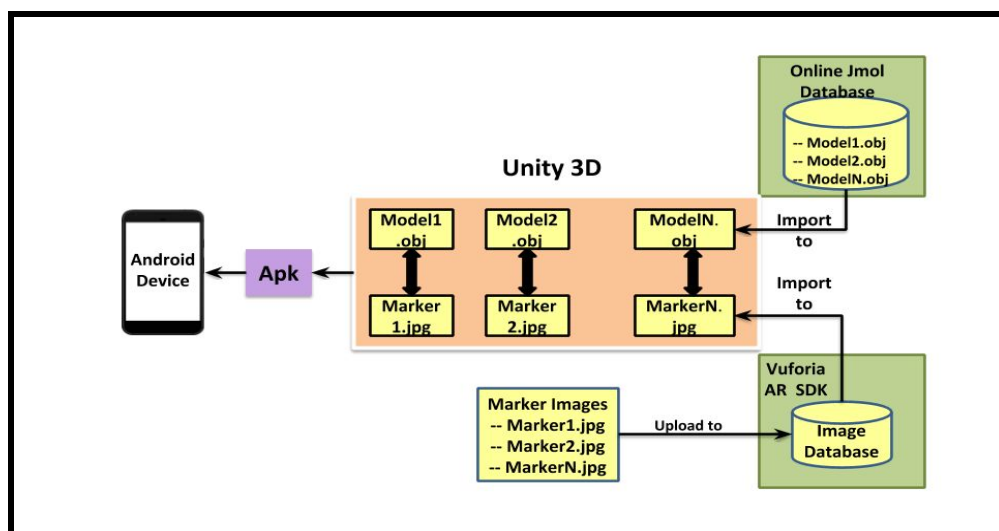 Online Jmol
Database
-- Model1.obj
-- Model2.obj
-- ModelN.obj
Unity 3D
Model1
.obj
Model2
.obj
ModelN.
obj
Import
to
Android
Device
Apk
Marker
1.jpg
Marker
2.jpg
MarkerN.
jpg
Import
to
Vuforia
AR SDK
Image
Database
Marker Images
-- Marker1.jpg
-- Marker2.jpg
-- MarkerN.jpg
Upload to